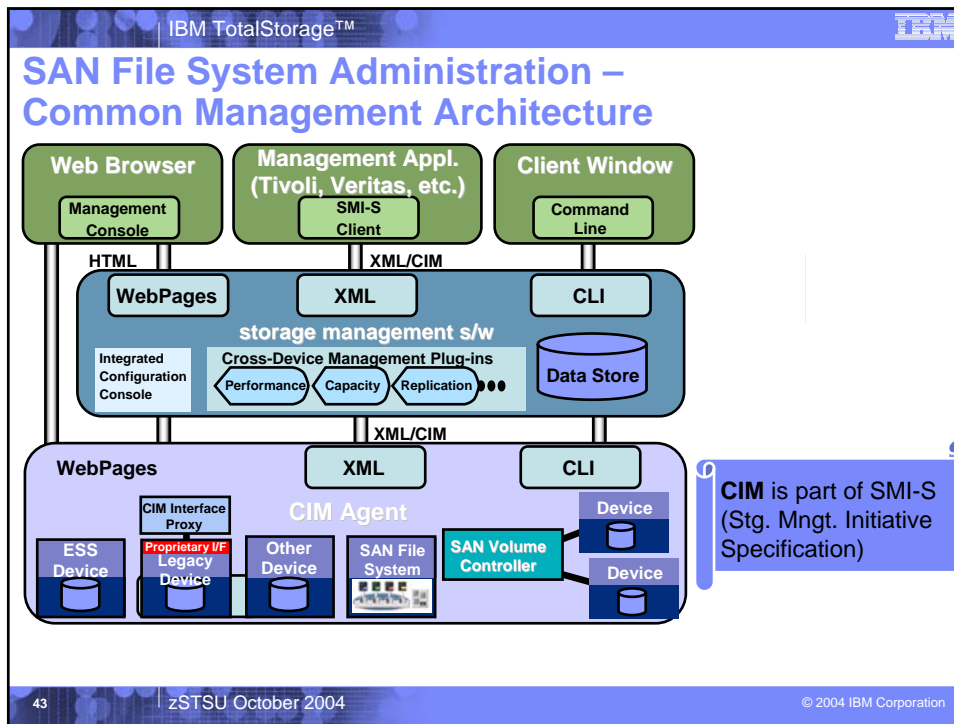 IBM TotalStorage™
IBM
SAN File System Administration –
Common Management Architecture
Web Browser
Management
Console
Management Appl.
(Tivoli, Veritas, etc.)
SMI-S
Client
Client Window
Command
Line
HTML
XML/CIM
WebPages
XML
CLI
storage management s/w
Integrated
Configuration
Console
Cross-Device Management Plug-ins
Performance
Capacity
Replication
Data Store
XML/CIM
WebPages
XML
CLI
CIM Agent
CIM Interface
Proxy
ESS
Device
Proprietary I/F
Legacy
Device
Other
Device
SAN File
System
SAN Volume
Controller
Device
Device
CIM is part of SMI-S
(Stg. Mngt. Initiative
Specification)
43
zSTSU October 2004
© 2004 IBM Corporation